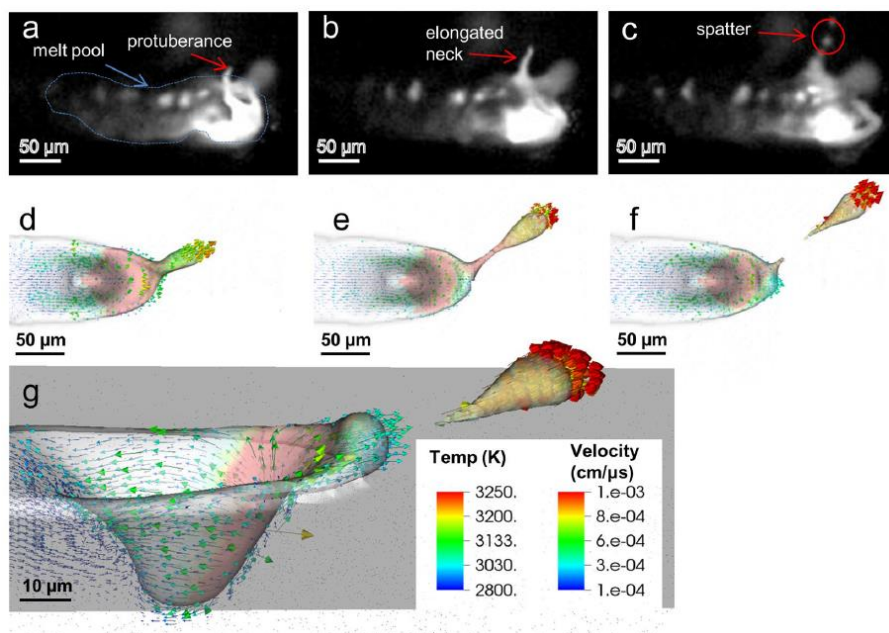 a
melt pool
protuberance
50 µm
b
elongated
neck
50 µm
c
spatter
50 µm
d
50 µm
e
50 µm
f
50 µm
g
10 µm
Temp (K)
3250.
3200.
3133.
3030.
2800.
Velocity
(cm/µs)
1.e-03
8.e-04
6.e-04
3.e-04
1.e-04